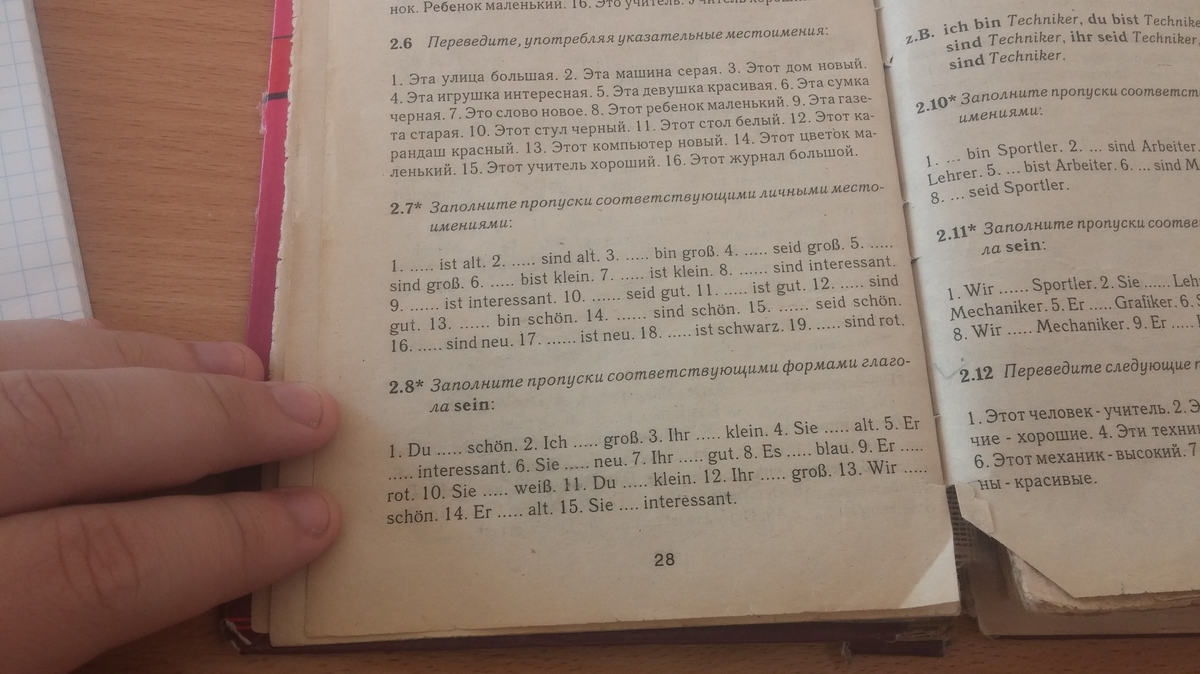 нок. Ребенок маленький. 16. Это учитель. Учитель
2.6 Переведите, употребляя указательные местоимения:
1. Эта улица большая. 2. Эта машина серая. 3. Этот дом новый.
4. Эта игрушка интересная. 5. Эта девушка красивая. 6. Эта сумка
черная. 7. Это слово новое. 8. Этот ребенок маленький. 9. Эта газе-
та старая. 10. Этот стул черный. 11. Этот стол белый. 12. Этот ка-
рандаш красный. 13. Этот компьютер новый. 14. Этот цветок ма-
ленький. 15. Этот учитель хороший. 16. Этот журнал большой.
2.7* Заполните пропуски соответствующими личными место-
имениями:
1. ..... ist alt. 2. ..... sind alt. 3. ..... bin groß. 4. ..... seid groß. 5. .....
sind groß. 6. ..... bist klein. 7. ..... ist klein. 8. ...... sind interessant.
9. ..... ist interessant. 10. ...... seid gut. 11. ..... ist gut. 12. ..... sind
gut. 13. ...... bin schön. 14. ..... sind schön. 15. ..... seid schön.
16. ..... sind neu. 17. ...... ist neu. 18. ..... ist schwarz. 19. ..... sind rot.
2.8* Заполните пропуски соответствующими формами глаго-
ла sein:
1. Du ..... schön. 2. Ich ..... groß. 3. Ihr ..... klein. 4. Sie ..... alt. 5. Er
..... interessant. 6. Sie ..... neu. 7. Ihr ..... gut. 8. Es ..... blau. 9. Er .....
rot. 10. Sie ..... weiß. 11. Du ..... klein. 12. Ihr ..... groß. 13. Wir .....
schön. 14. Er ..... alt. 15. Sie .... interessant.
28
z.B. ich bin Techniker, du bist
sind Techniker, ihr seid Techniker,
sind Techniker.
2.10* Заполните пропуски
имениями:
1. ... bin Sportler. 2. ... sind Arbeiter.
Lehrer. 5. ... bist Arbeiter. 6. ... sind
8. ... seid Sportler.
2.11* Заполните пропуски
ла sein:
1. Wir ...... Sportler. 2. Sie .....
Mechaniker. 5. Er ..... Grafiker. 6.
8. Wir ..... Mechaniker. 9. Er .....
2.12 Переведите следующие
1. Этот человек - учитель. 2.
чие - хорошие. 4. Эти
6. Этот механик - высокий. 7
ны - красивые.